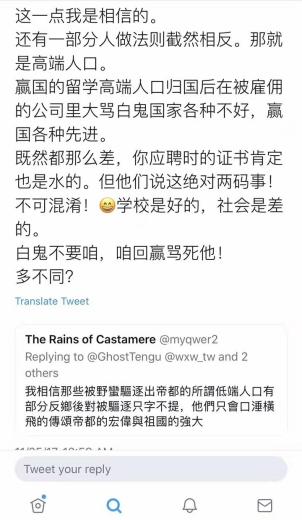 这一点我是相信的。
还有一部分人做法则截然相反。那就
是高端人口。
赢国的留学高端人口归国后在被雇佣
的公司里大骂白鬼国家各种不好，赢
国各种先进。
既然都那么差，你应聘时的证书肯定
也是水的。但他们说这绝对两码事！
不可混淆！😄学校是好的，社会是差
的。
白鬼不要咱，咱回赢骂死他！
多不同？
Translate Tweet
The Rains of Castamere @myqwer2
Replying to @GhostTengu @wxw_tw and 2
others
我相信那些被野蠻驅逐出帝都的所謂低端人口有
部分反鄉後對被驅逐只字不提，他們只會口淫橫
飛的傳頌帝都的宏偉與祖國的強大
Tweet your reply